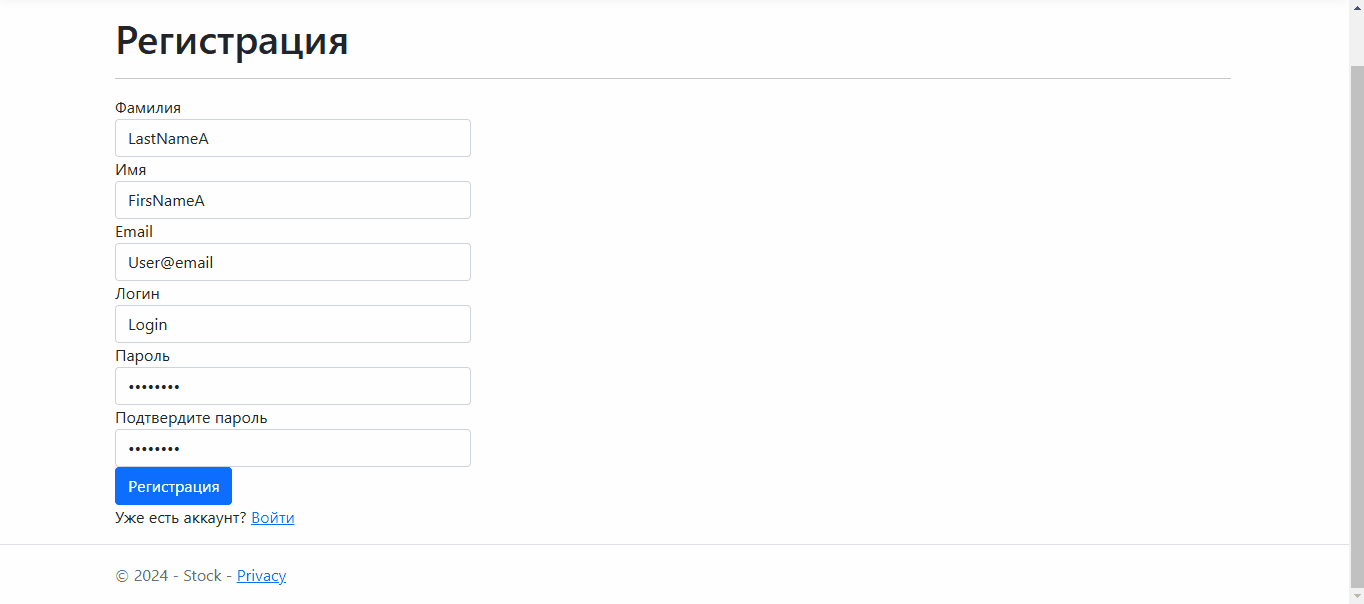 Регистрация
Фамилия
LastNameA
Имя
FirsNameA
Email
User@email
Логин
Login
Пароль
••••••••
Подтвердите пароль
••••••••
Регистрация
Уже есть аккаунт? Войти
© 2024 - Stock - Privacy